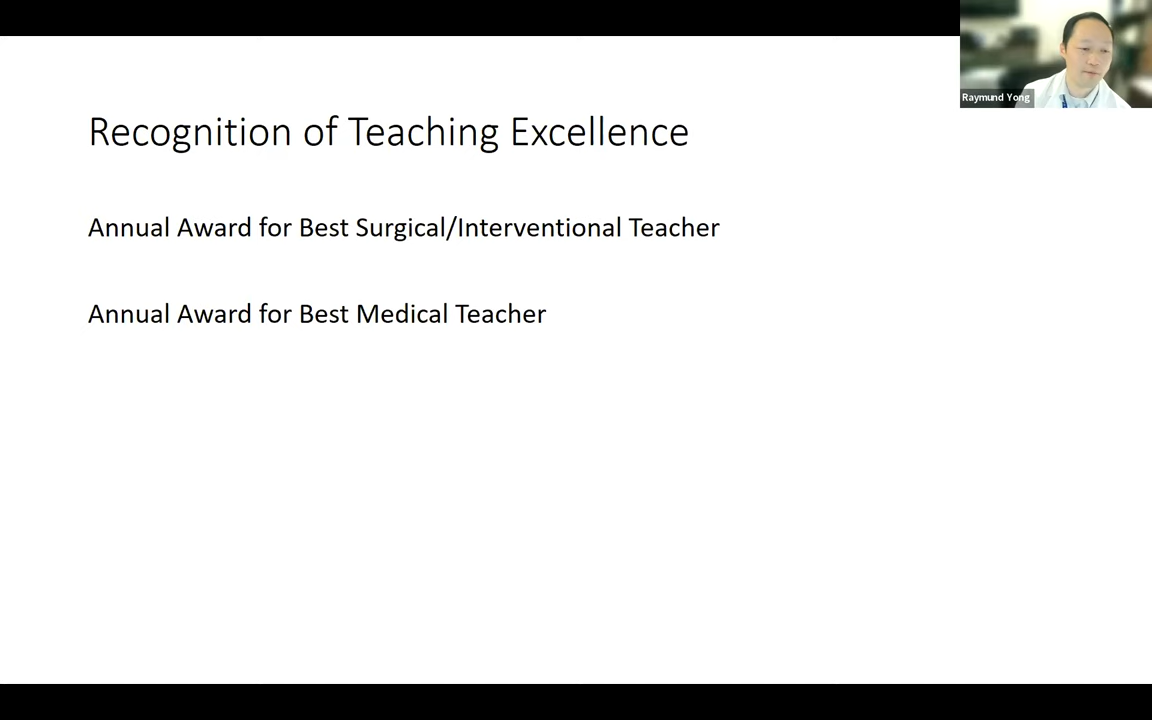 Raymund Yong
Recognition of Teaching Excellence
Annual Award for Best Surgical/Interventional Teacher
Annual Award for Best Medical Teacher